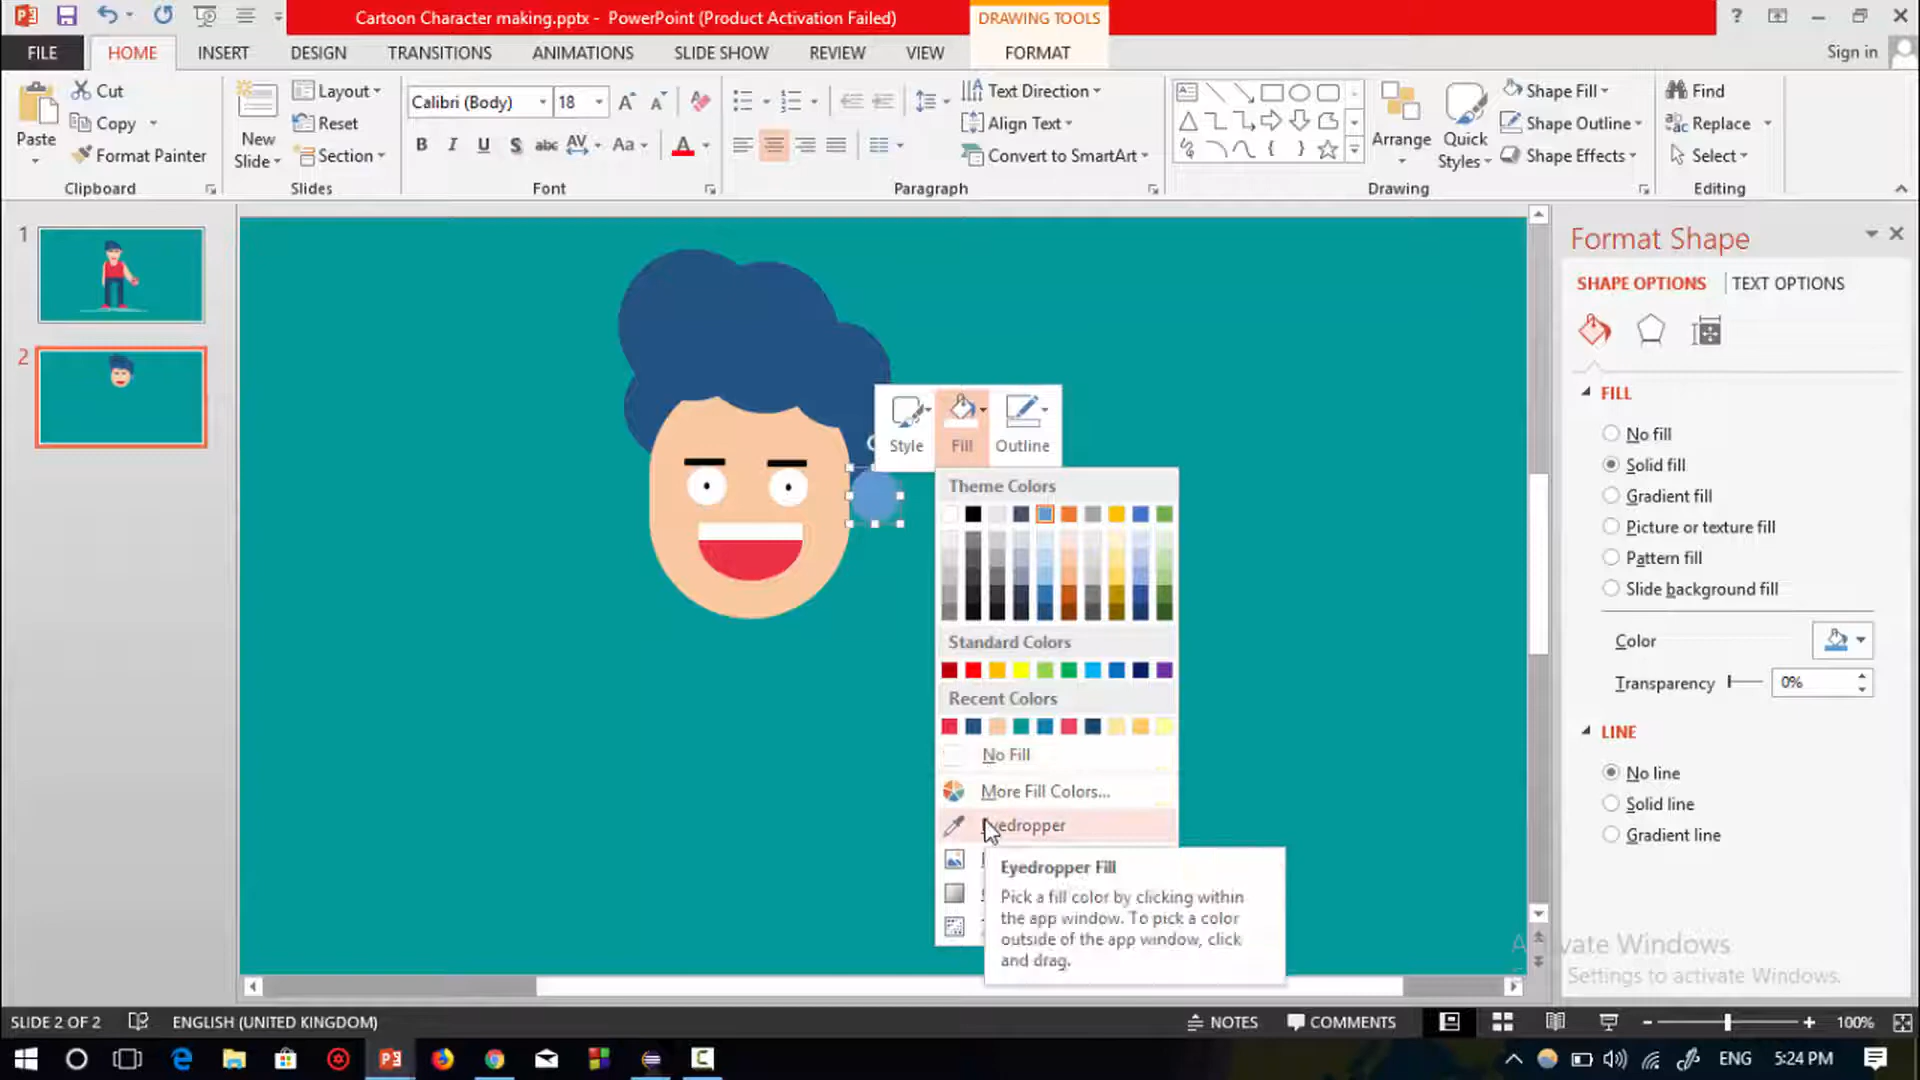 Cartoon Character making.pptx - PowerPoint (Product Activation Failed)
DRAWING TOOLS
?
FILE
HOME
INSERT
DESIGN
TRANSITIONS
ANIMATIONS
SLIDE SHOW
REVIEW
VIEW
FORMAT
Sign in
Paste
Cut
Copy
Format Painter
Clipboard
New
Slide
Layout
Reset
Section
Slides
Calibri (Body)
18
B I U S abc AV Aa A
Font
Text Direction
Align Text
Convert to SmartArt
Paragraph
Arrange
Quick
Styles
Shape Fill
Shape Outline
Shape Effects
Drawing
Find
Replace
Select
Editing
1
2
Style
Fill
Outline
Theme Colors
Standard Colors
Recent Colors
No Fill
More Fill Colors...
Eyedropper Fill
Pick a fill color by clicking within
the app window. To pick a color
outside of the app window, click
and drag.
Format Shape
SHAPE OPTIONS
TEXT OPTIONS
FILL
No fill
Solid fill
Gradient fill
Picture or texture fill
Pattern fill
Slide background fill
Color
Transparency
0%
LINE
No line
Solid line
Gradient line
Windows
Settings to activate Windows.
SLIDE 2 OF 2
ENGLISH (UNITED KINGDOM)
NOTES
COMMENTS
100%
ENG
5:24 PM